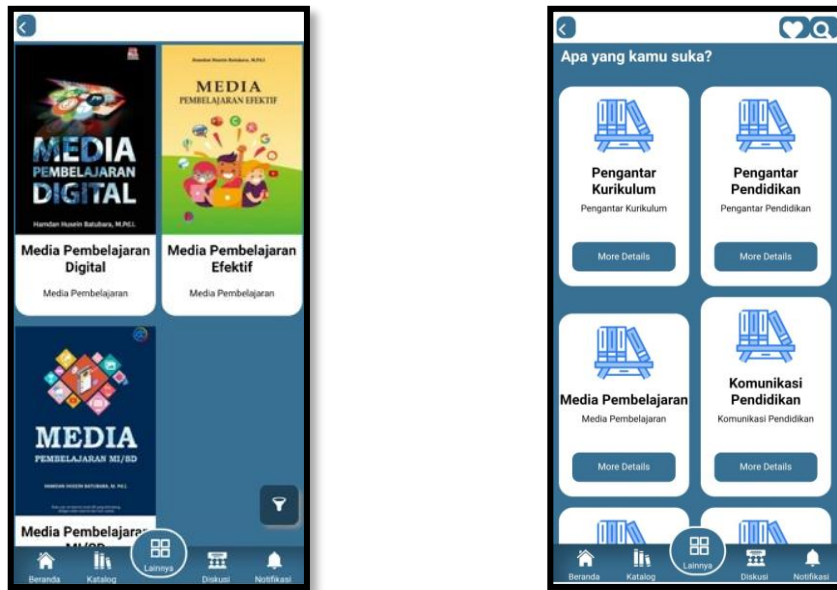 Hamdan Husein Batubara, M.Pd.I.
MEDIA
PEMBELAJARAN EFEKTIF
MEDIA
PEMBELAJARAN
DIGITAL
Hamdan Husein Batubara, M.Pd.I.
Media Pembelajaran
Digital
Media Pembelajaran
Media Pembelajaran
Efektif
Media Pembelajaran
MEDIA
PEMBELAJARAN MI/SD
HAMDAN HUSEIN BATUBARA, M. Pd.I.
Media Pembelajaran
MI/SD
Beranda
Katalog
Lainnya
Diskusi
Notifikasi
Apa yang kamu suka?
Pengantar
Kurikulum
Pengantar Kurikulum
More Details
Pengantar
Pendidikan
Pengantar Pendidikan
More Details
Media Pembelajaran
Media Pembelajaran
More Details
Komunikasi
Pendidikan
Komunikasi Pendidikan
More Details
Beranda
Katalog
Lainnya
Diskusi
Notifikasi